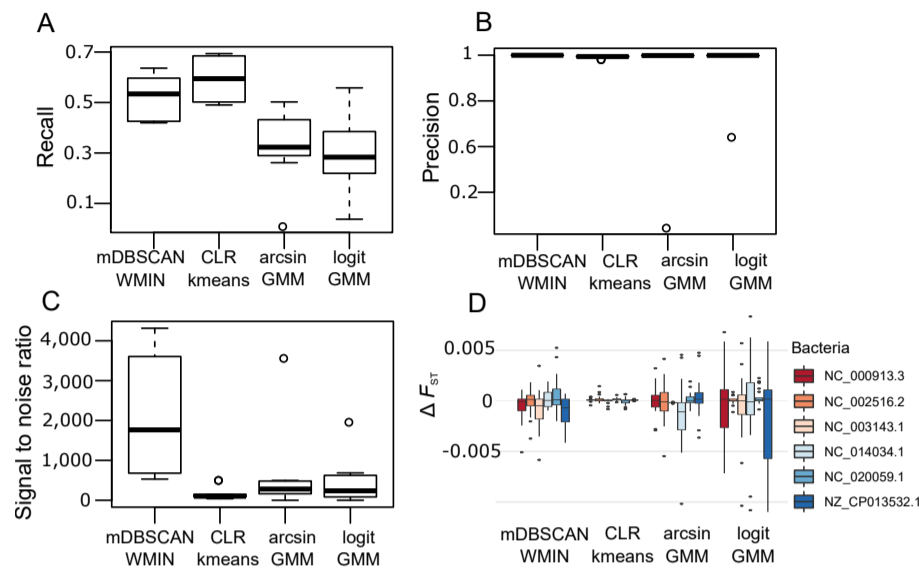 A
Recall
0.7
0.5
0.3
0.1
mDBSCAN
WMIN
CLR
kmeans
arcsin
GMM
logit
GMM
B
Precision
1
0.8
0.6
0.2
mDBSCAN
WMIN
CLR
kmeans
arcsin
GMM
logit
GMM
C
Signal to noise ratio
4,000
3,000
2,000
1,000
0
mDBSCAN
WMIN
CLR
kmeans
arcsin
GMM
logit
GMM
D
Δ FST
0.005
0
-0.005
mDBSCAN
WMIN
CLR
kmeans
arcsin
GMM
logit
GMM
Bacteria
NC_000913.3
NC_002516.2
NC_003143.1
NC_014034.1
NC_020059.1
NZ_CP013532.1